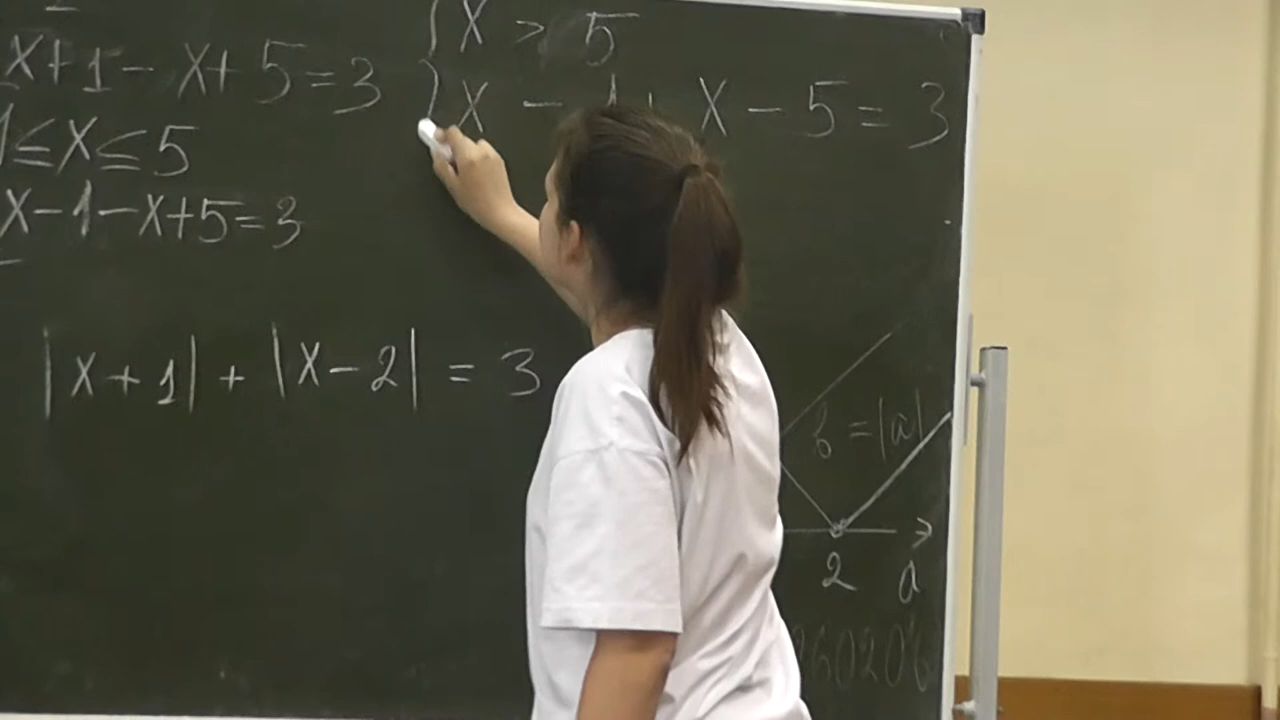 x+1-x+5=3
1≤x≤5
x-1-x+5=3
{x > 5
x - 1 + x - 5 = 3
|x+1| + |x-2| = 3
b = |a|
2
a